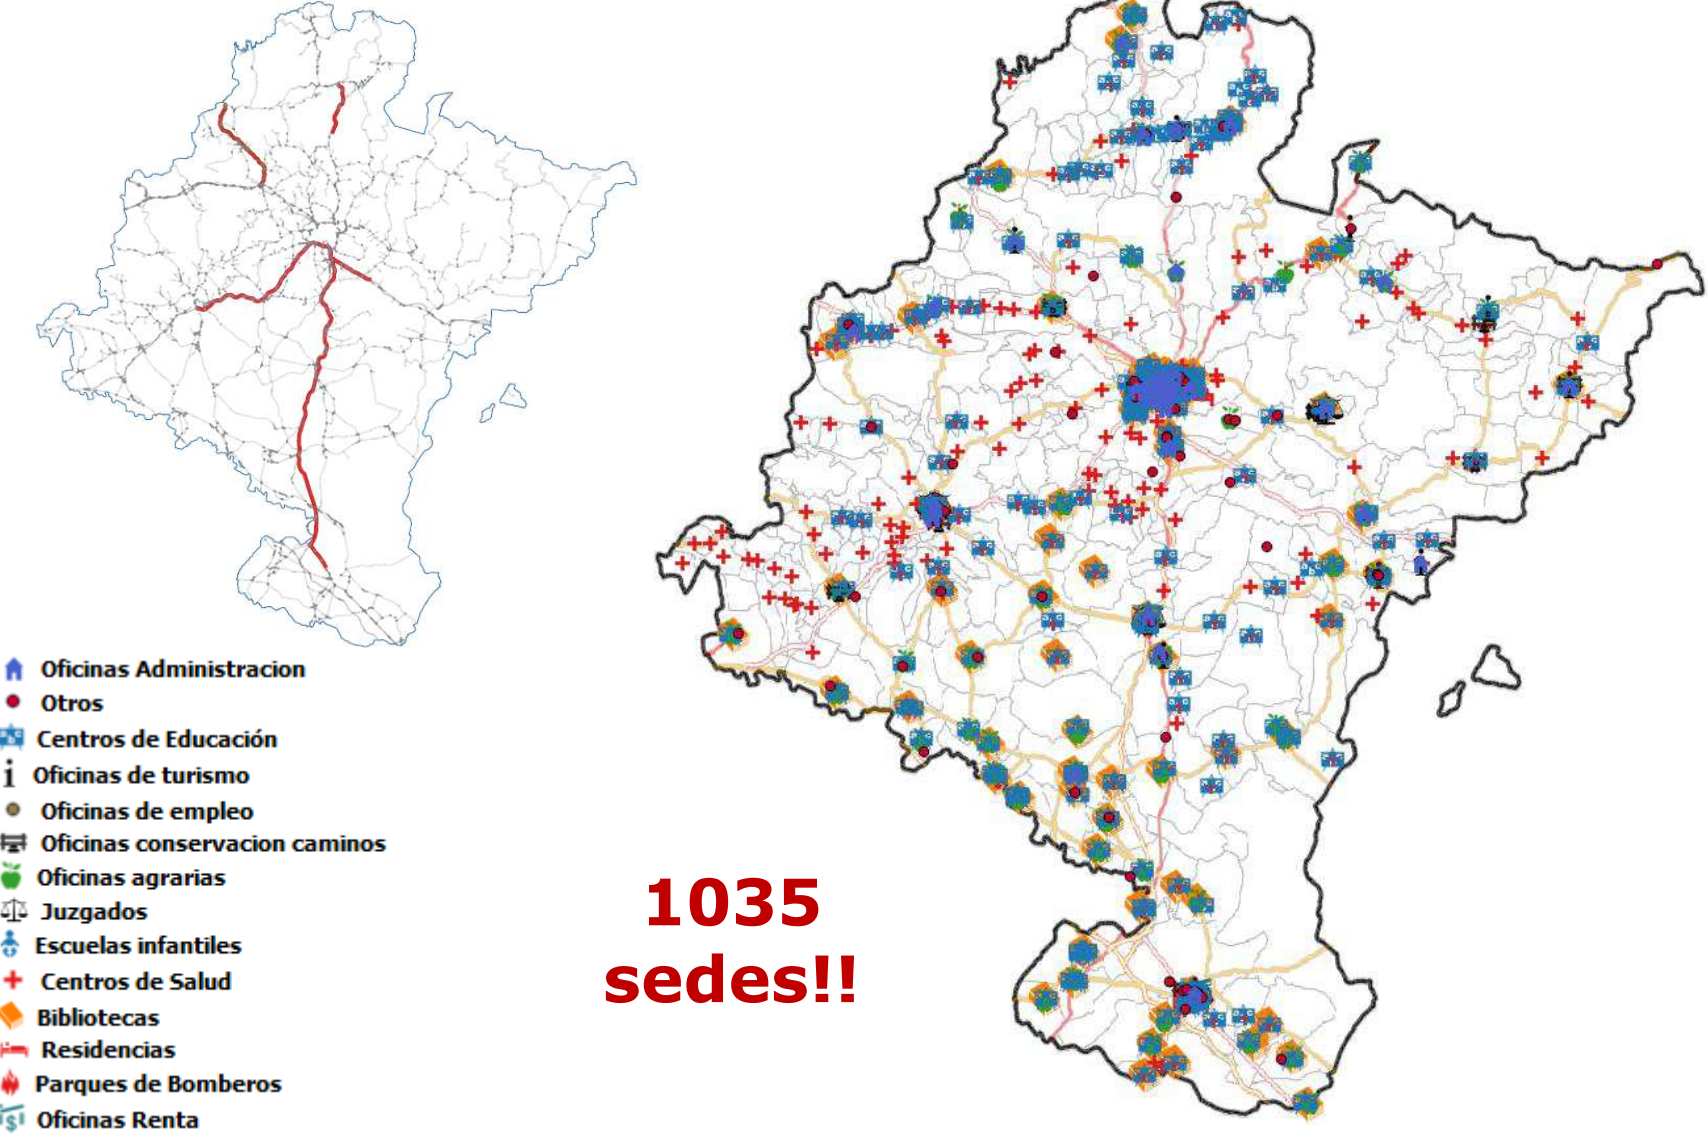 Oficinas Administracion
Otros
Centros de Educación
Oficinas de turismo
Oficinas de empleo
Oficinas conservacion caminos
Oficinas agrarias
Juzgados
Escuelas infantiles
Centros de Salud
Bibliotecas
Residencias
Parques de Bomberos
Oficinas Renta
1035
sedes!!